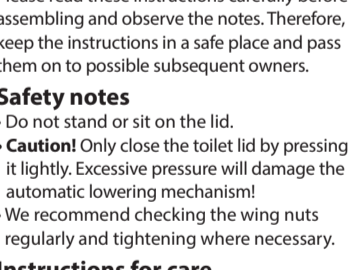 Please read these instructions carefully before
assembling and observe the notes. Therefore,
keep the instructions in a safe place and pass
them on to possible subsequent owners.
Safety notes
• Do not stand or sit on the lid.
• Caution! Only close the toilet lid by pressing
it lightly. Excessive pressure will damage the
automatic lowering mechanism!
• We recommend checking the wing nuts
regularly and tightening where necessary.
Instructions for care